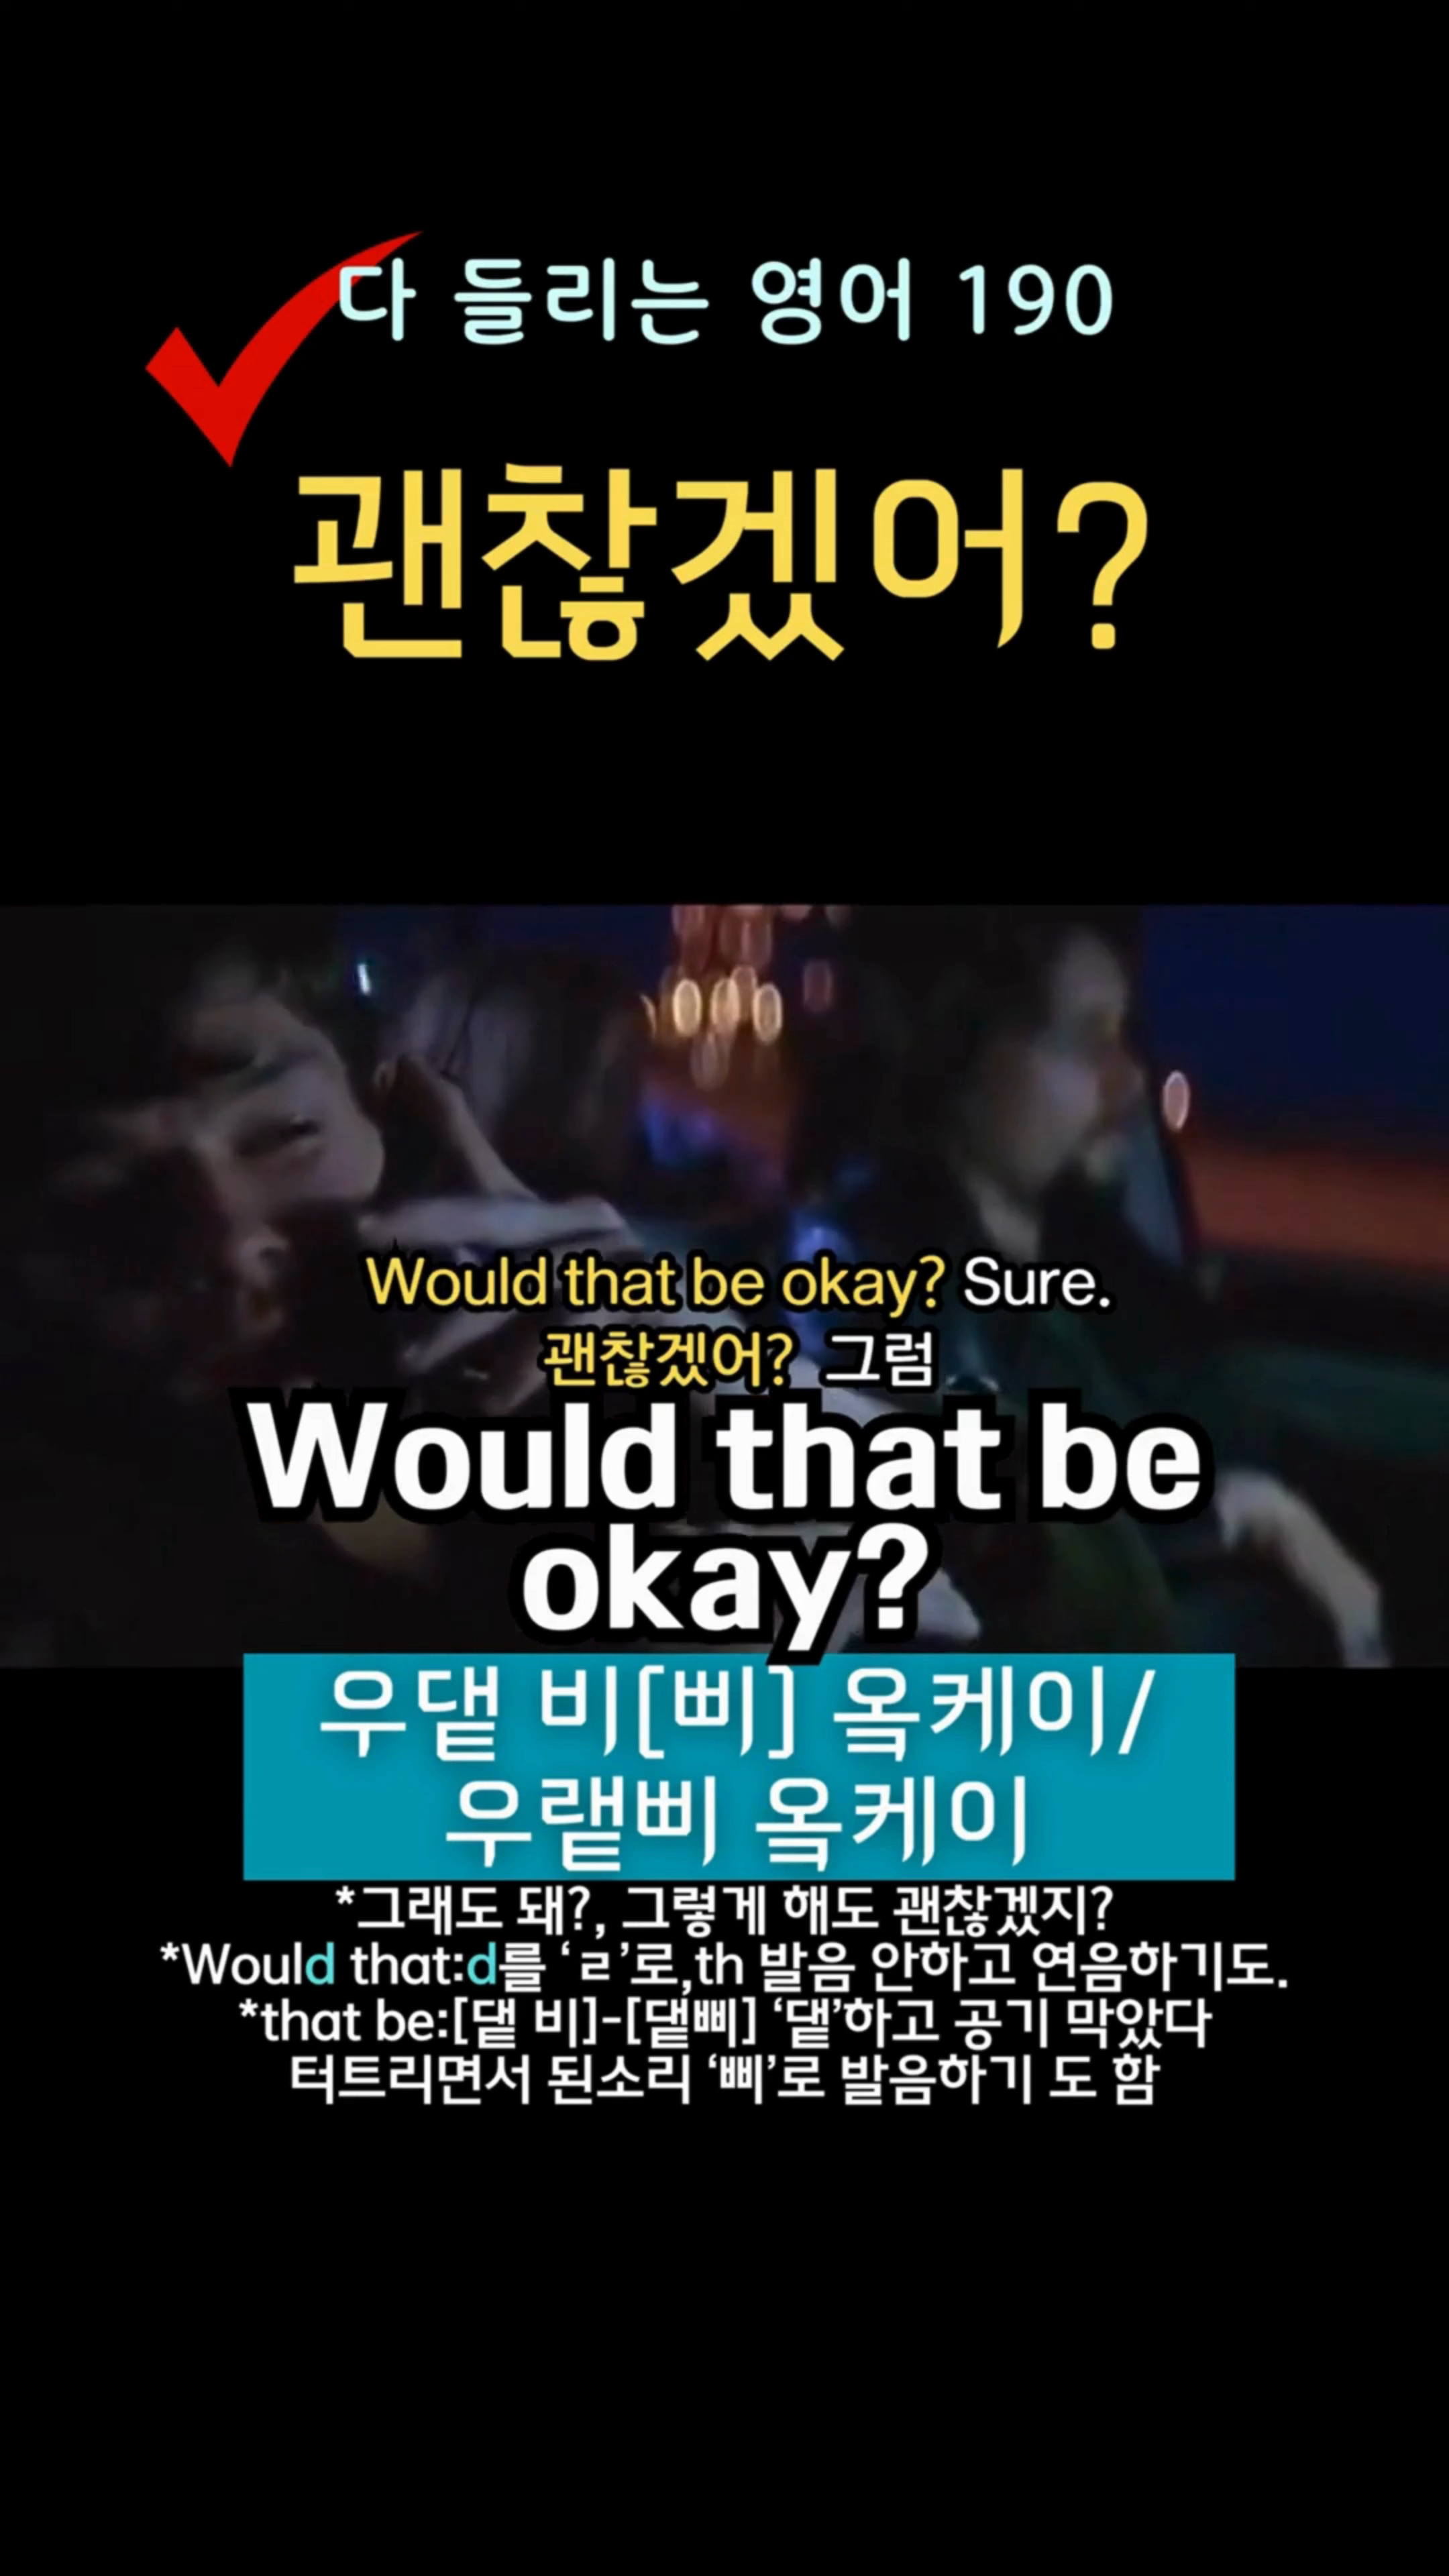 다 들리는 영어 190
괜찮겠어?
Would that be okay? Sure.
괜찮겠어? 그럼
Would that be
okay?
우댙 비[삐] 옼케이/
우랱삐 옼케이
*그래도 돼?, 그렇게 해도 괜찮겠지?
*Would that:d를 ‘ㄹ’로,th 발음 안하고 연음하기도.
*that be:[댙 비]-[댙삐] ‘댙’하고 공기 막았다
터트리면서 된소리 ‘삐’로 발음하기 도 함